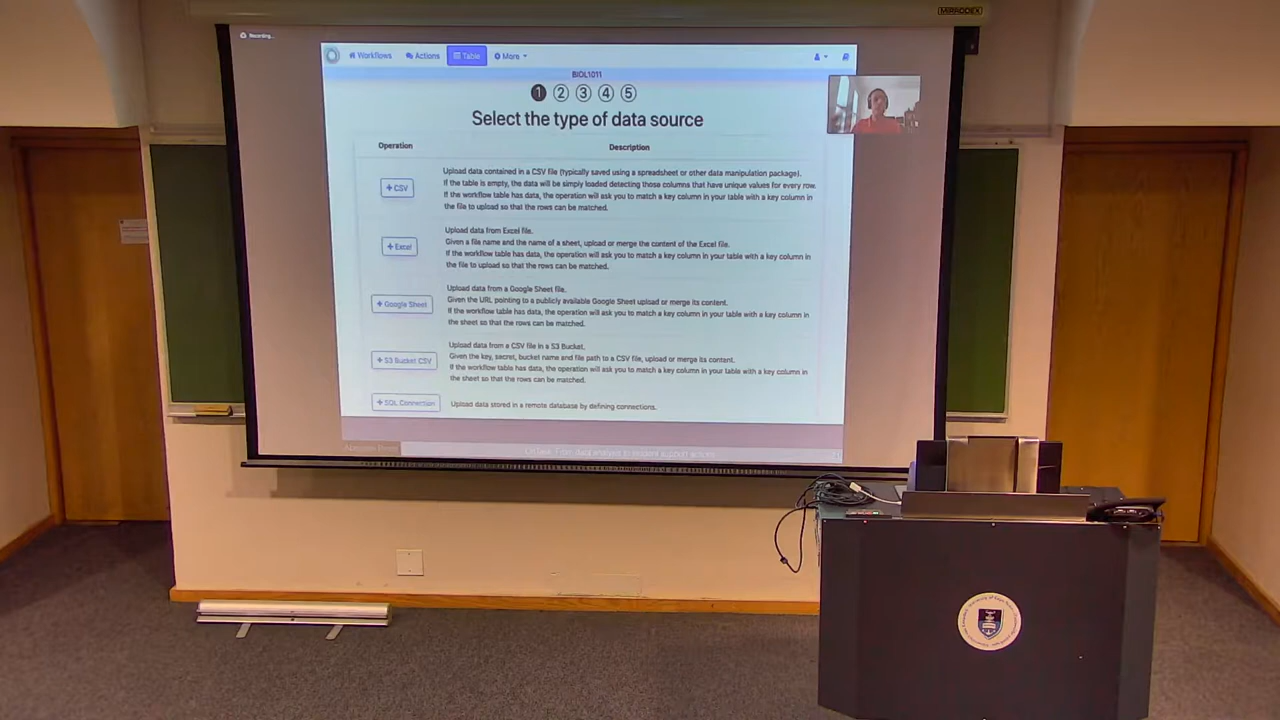 MIRADDEX
Recording...
Workflows Actions Table More
BIOL1011
1 2 3 4 5
Select the type of data source
Operation Description
+ CSV
Upload data contained in a CSV file (typically saved using a spreadsheet or other data manipulation package).
If the table is empty, the data will be simply loaded detecting those columns that have unique values for every row.
If the workflow table has data, the operation will ask you to match a key column in your table with a key column in
the file to upload so that the rows can be matched.
+ Excel
Upload data from Excel file.
Given a file name and the name of a sheet, upload or merge the content of the Excel file.
If the workflow table has data, the operation will ask you to match a key column in your table with a key column in
the file to upload so that the rows can be matched.
+ Google Sheet
Upload data from a Google Sheet file.
Given the URL pointing to a publicly available Google Sheet upload or merge its content.
If the workflow table has data, the operation will ask you to match a key column in your table with a key column in
the sheet so that the rows can be matched.
+ S3 Bucket CSV
Upload data from a CSV file in a S3 Bucket.
Given the key, secret, bucket name and file path to a CSV file, upload or merge its content.
If the workflow table has data, the operation will ask you to match a key column in your table with a key column in
the sheet so that the rows can be matched.
+ SQL Connection
Upload data stored in a remote database by defining connections.
OnTask: From data analysis to student support actions